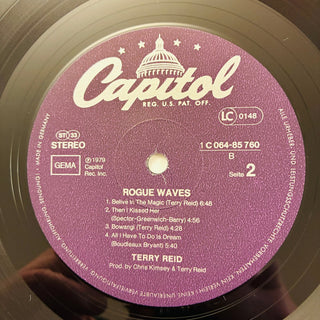 Capitol
REG. U.S. PAT. OFF.
MADE IN GERMANY
ST 33
STEREO
GEMA
℗1979
Capitol
Rec. Inc.
LC 0148
1 C 064-85 760
B
Seite 2
ROGUE WAVES
1. Belive In The Magic (Terry Reid) 6:48
2. Then I Kissed Her
(Spector-Greenwich-Barry) 4:56
3. Bowangi (Terry Reid) 4:28
4. All I Have To Do Is Dream
(Boudleaux Bryant) 5:40
TERRY REID
Prod. by Chris Kimsey & Terry Reid